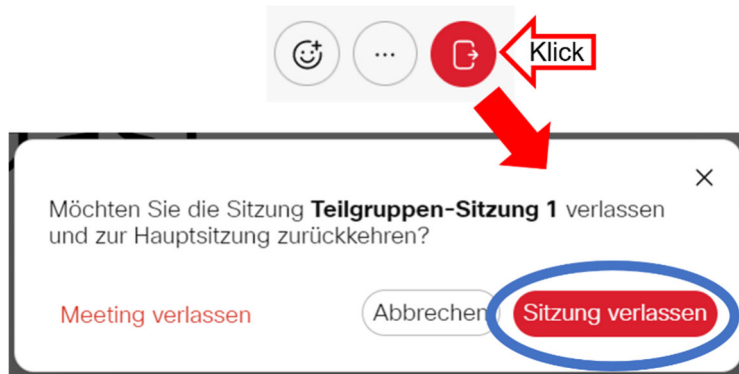 Klick
Möchten Sie die Sitzung Teilgruppen-Sitzung 1 verlassen
und zur Hauptsitzung zurückkehren?
Meeting verlassen
Abbrechen
Sitzung verlassen